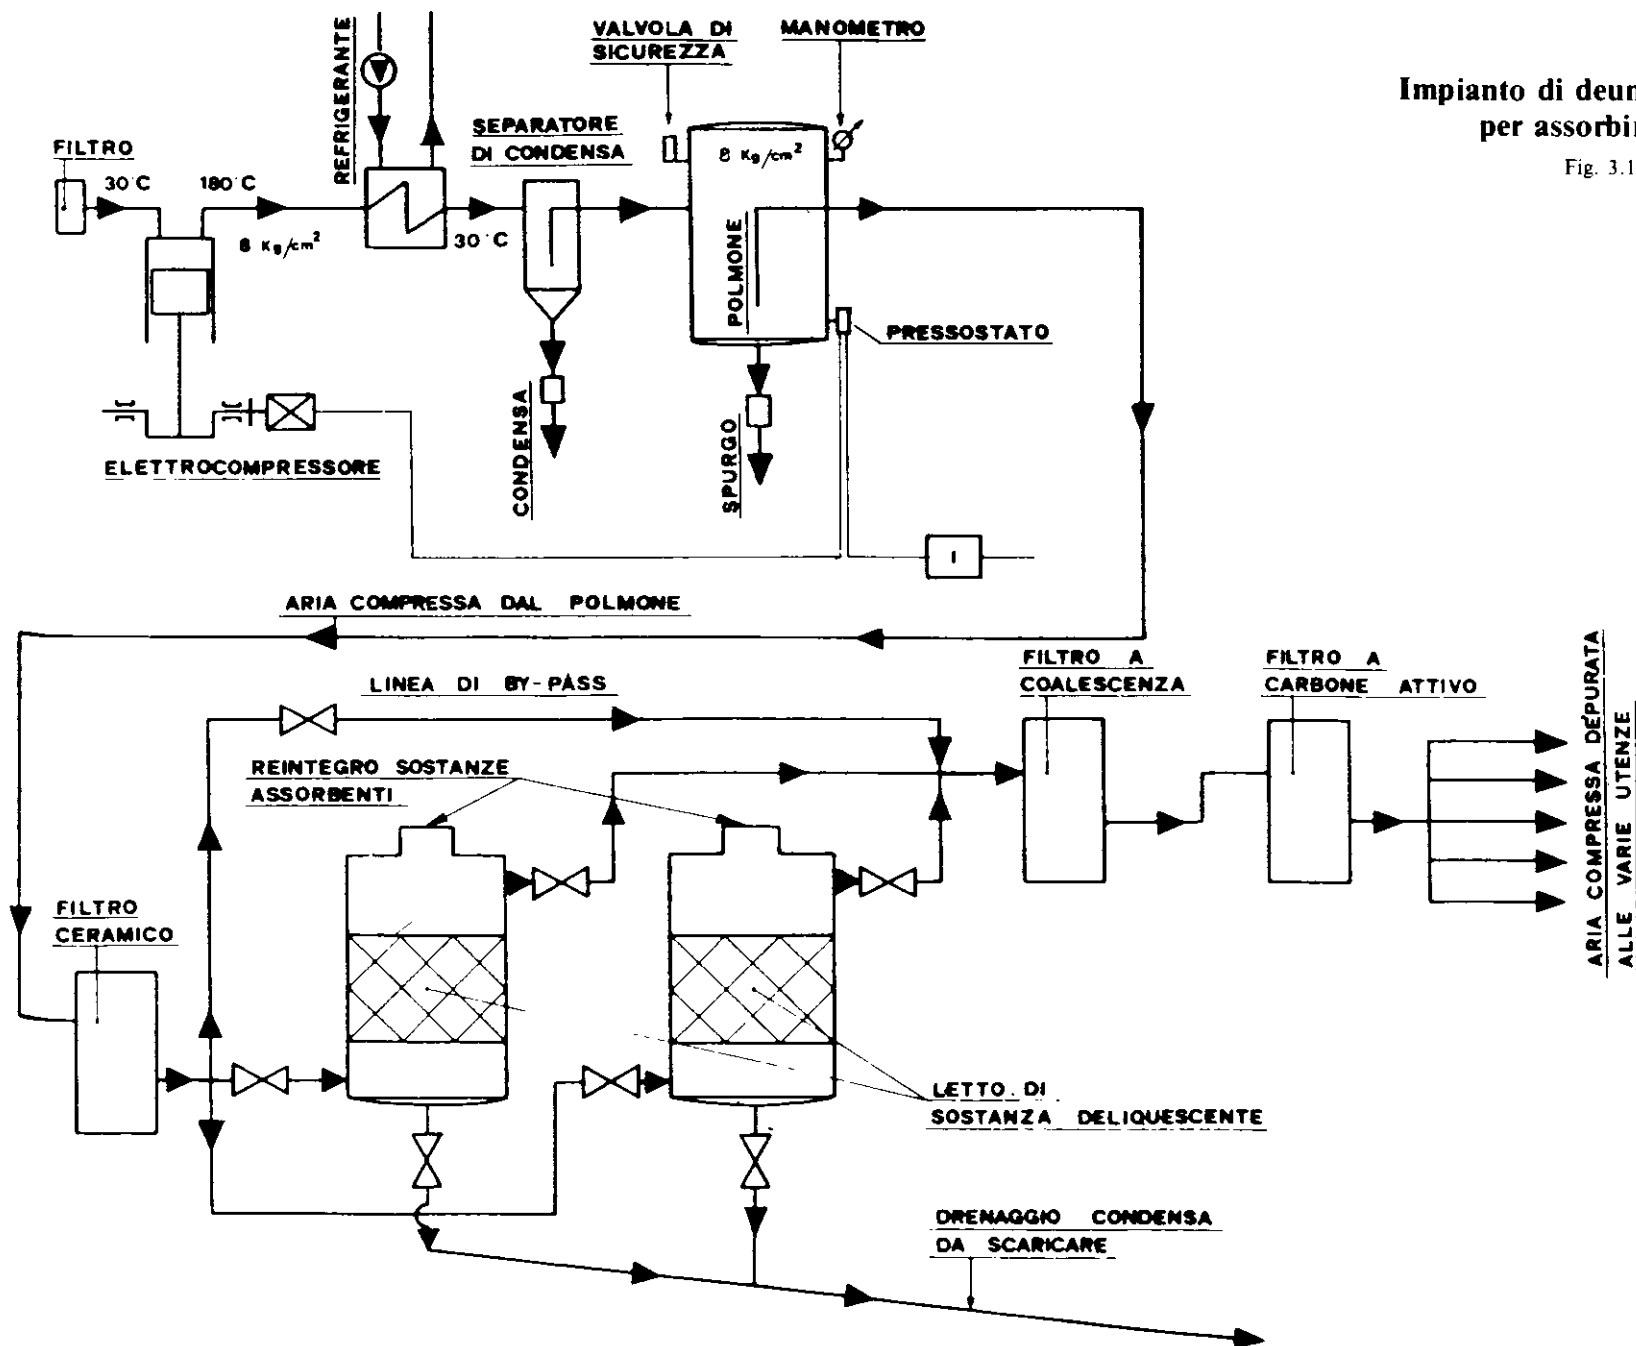 Impianto di deum
per assorbi
Fig. 3.1
REFRIGERANTE
VALVOLA DI
SICUREZZA
MANOMETRO
FILTRO
30°C
180°C
8 Kg/cm²
SEPARATORE
DI CONDENSA
30°C
8 Kg/cm²
POLMONE
PRESSOSTATO
ELETTROCOMPRESSORE
CONDENSA
SPURGO
I
ARIA COMPRESSA DAL POLMONE
LINEA DI BY-PASS
FILTRO A
COALESCENZA
FILTRO A
CARBONE ATTIVO
ARIA COMPRESSA DEPURATA
ALLE VARIE UTENZE
REINTEGRO SOSTANZE
ASSORBENTI
FILTRO
CERAMICO
LETTO DI
SOSTANZA DELIQUESCENTE
DRENAGGIO CONDENSA
DA SCARICARE